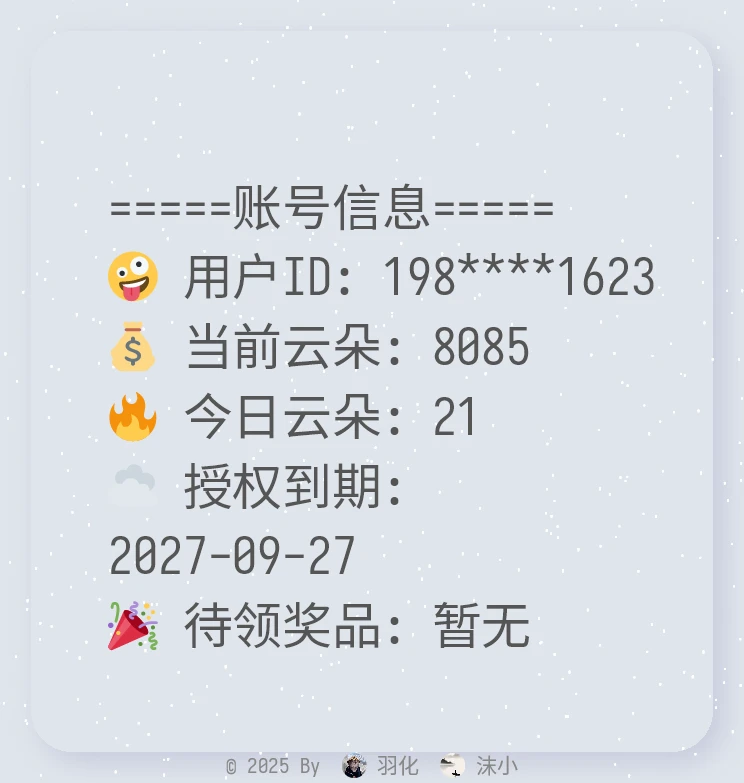 =====账号信息=====
🤪 用户ID: 198****1623
💰 当前云朵: 8085
🔥 今日云朵: 21
☁️ 授权到期:
2027-09-27
🎉 待领奖品: 暂无
© 2025 By 羽化 沫小